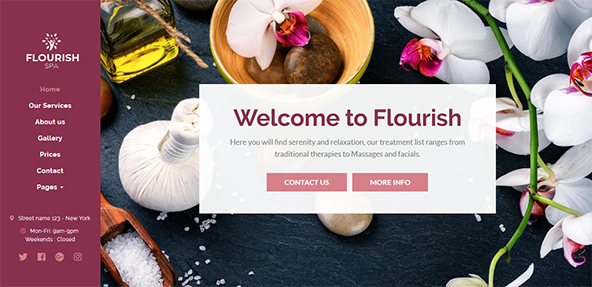 FLOURISH
SPA
Home
Our Services
About us
Gallery
Prices
Contact
Pages
Street name 123 - New York
Mon-Fri: 9am-9pm
Weekends : Closed
Welcome to Flourish
Here you will find serenity and relaxation, our treatment list ranges from
traditional therapies to Massages and facials.
CONTACT US
MORE INFO